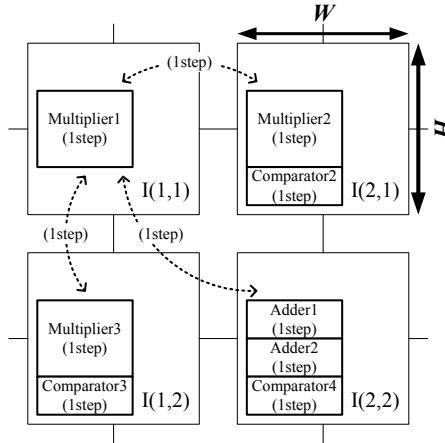 W
(1step)
Multiplier1
(1step)
I(1,1)
Multiplier2
(1step)
Comparator2
(1step)
I(2,1)
H
(1step)
(1step)
Multiplier3
(1step)
Comparator3
(1step)
I(1,2)
Adder1
(1step)
Adder2
(1step)
Comparator4
(1step)
I(2,2)